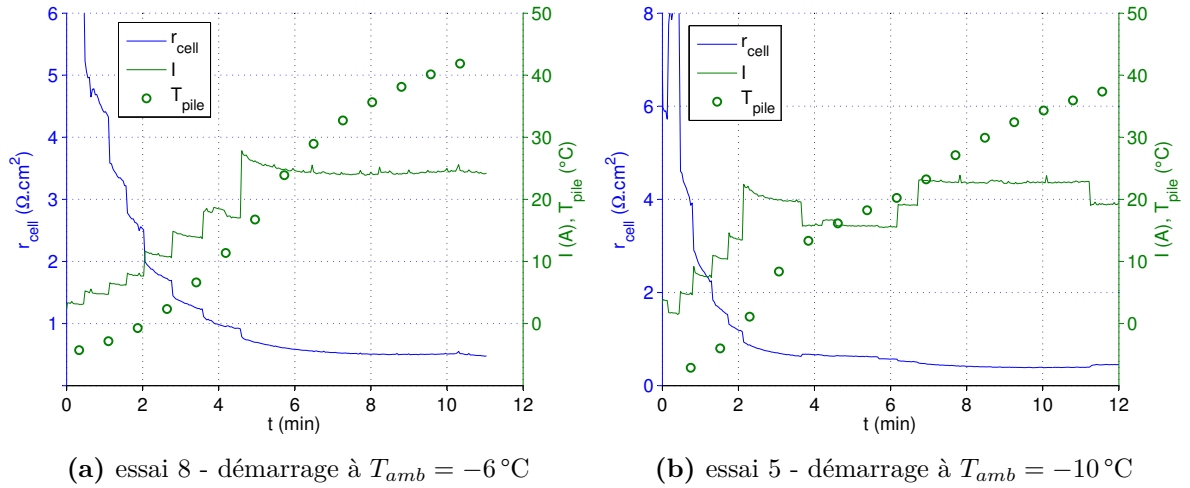 6
5
4
3
2
1
50
40
30
20
10
0
0 2 4 6 8 10 12
r_cell (Ω.cm²)
I (A), T_pile (°C)
t (min)
r_cell
I
T_pile
8
6
4
2
0
50
40
30
20
10
0
0 2 4 6 8 10 12
r_cell (Ω.cm²)
I (A), T_pile (°C)
t (min)
r_cell
I
T_pile
(a) essai 8 - démarrage à T_amb = −6 °C
(b) essai 5 - démarrage à T_amb = −10 °C